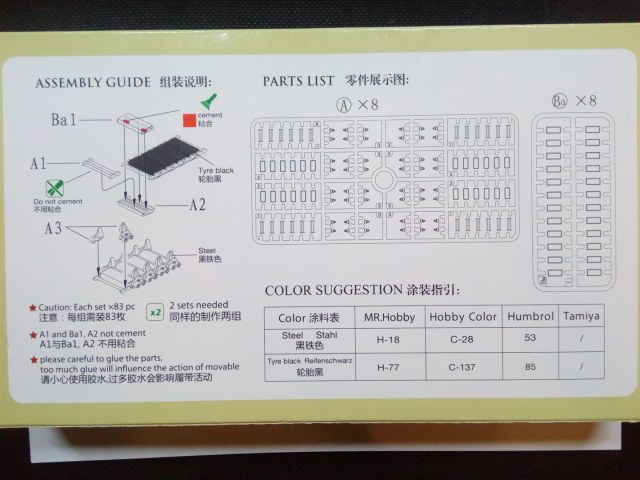 ASSEMBLY GUIDE 组装说明:
Ba1
cement
粘合
A1
Tyre black
轮胎黑
Do not cement
不用粘合
A2
A3
Steel
黑铁色
★ Caution: Each set ×83 pc
注意：每组需装83枚
x2
2 sets needed
同样的制作两组
★ A1 and Ba1, A2 not cement
A1与Ba1, A2 不用粘合
★ please careful to glue the parts,
too much glue will influence the action of movable
请小心使用胶水,过多胶水会影响履带活动
PARTS LIST 零件展示图:
A ×8
Ba ×8
COLOR SUGGESTION 涂装指引:
Color 涂料表 MR.Hobby Hobby Color Humbrol Tamiya
Steel Stahl
黑铁色 H-18 C-28 53 /
Tyre black Reifenschwarz
轮胎黑 H-77 C-137 85 /